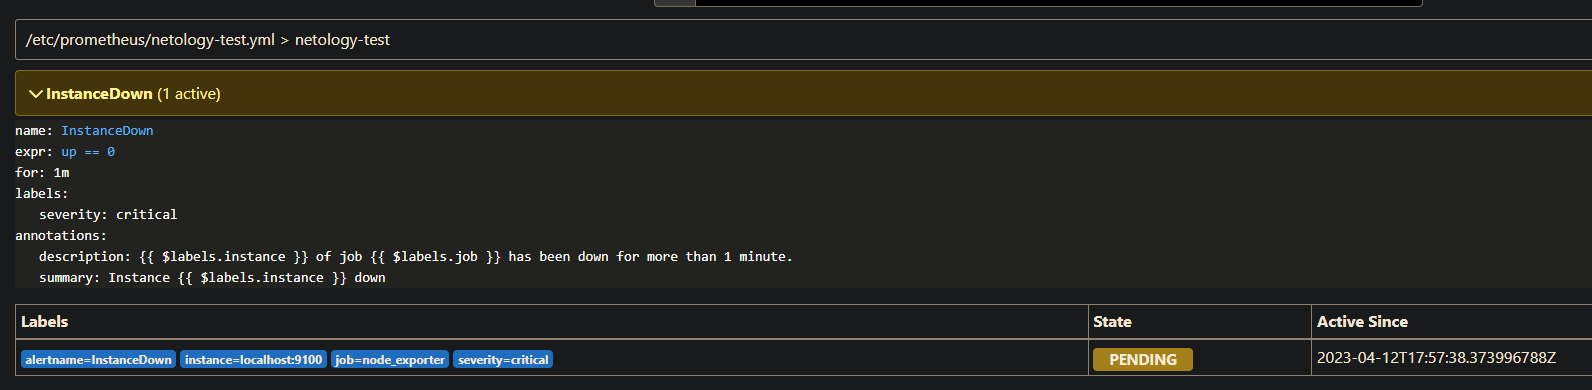 /etc/prometheus/netology-test.yml > netology-test
InstanceDown (1 active)
name: InstanceDown
expr: up == 0
for: 1m
labels:
severity: critical
annotations:
description: {{ $labels.instance }} of job {{ $labels.job }} has been down for more than 1 minute.
summary: Instance {{ $labels.instance }} down
Labels State Active Since
alertname=InstanceDown instance=localhost:9100 job=node_exporter severity=critical PENDING 2023-04-12T17:57:38.373996788Z